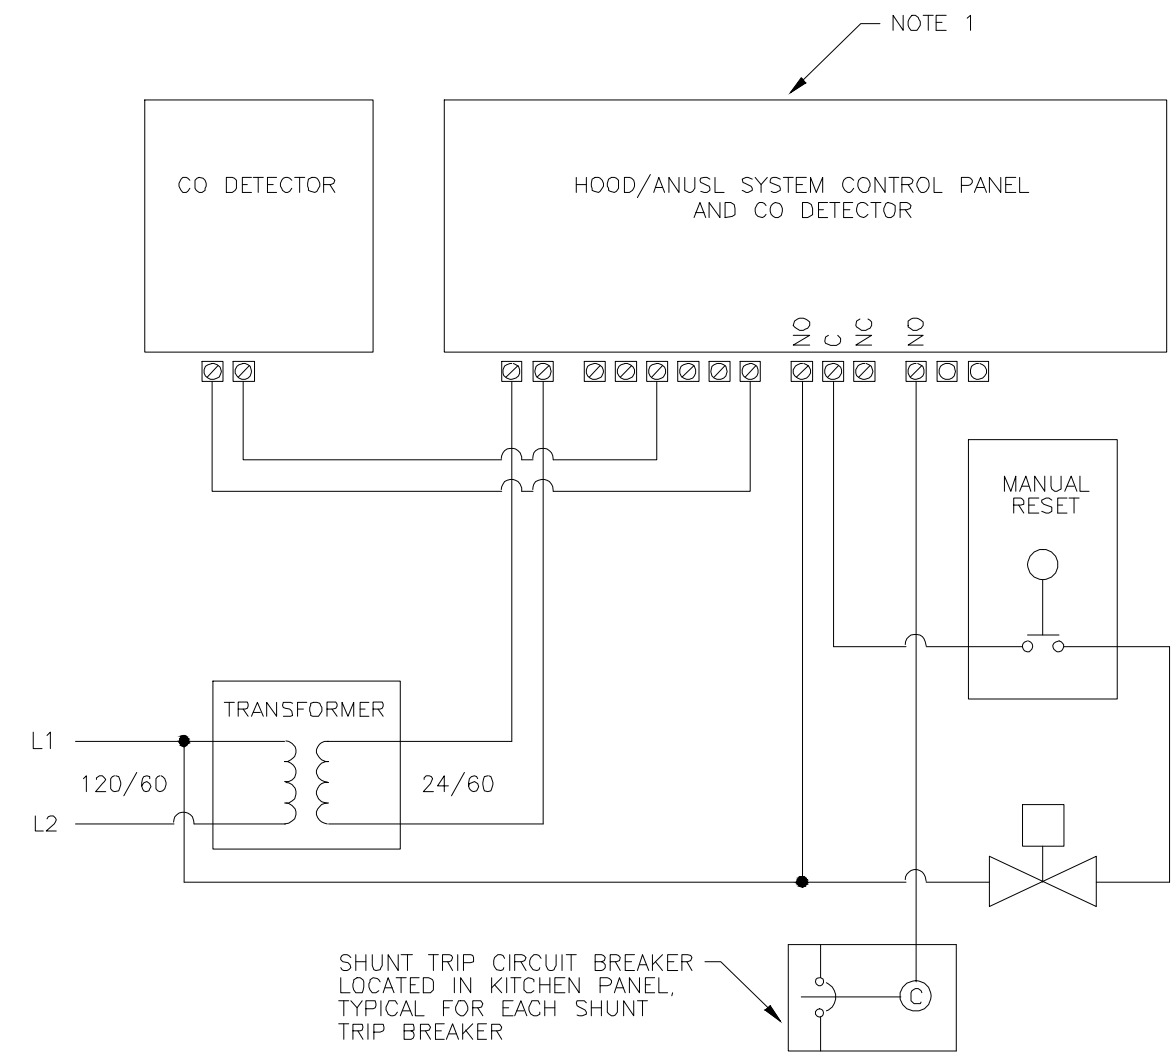 NOTE 1
CO DETECTOR
HOOD/ANUSL SYSTEM CONTROL PANEL
AND CO DETECTOR
NO
C
NC
NO
MANUAL
RESET
TRANSFORMER
L1
120/60
24/60
L2
SHUNT TRIP CIRCUIT BREAKER
LOCATED IN KITCHEN PANEL,
TYPICAL FOR EACH SHUNT
TRIP BREAKER
C